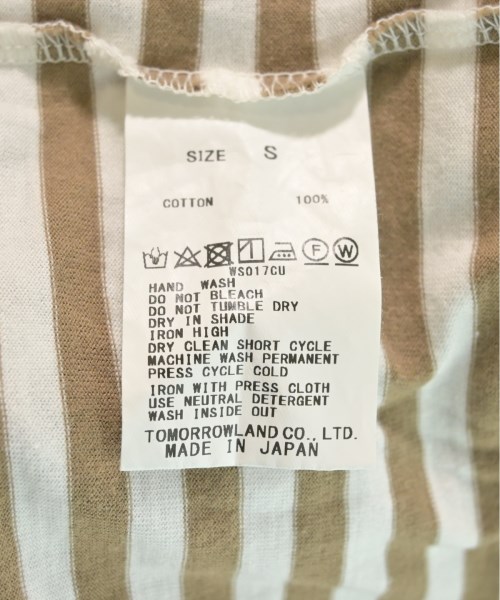 SIZE S
COTTON 100%
F W
WS017CU
HAND WASH
DO NOT BLEACH
DO NOT TUMBLE DRY
DRY IN SHADE
IRON HIGH
DRY CLEAN SHORT CYCLE
MACHINE WASH PERMANENT
PRESS CYCLE COLD
IRON WITH PRESS CLOTH
USE NEUTRAL DETERGENT
WASH INSIDE OUT
TOMORROWLAND CO., LTD.
MADE IN JAPAN